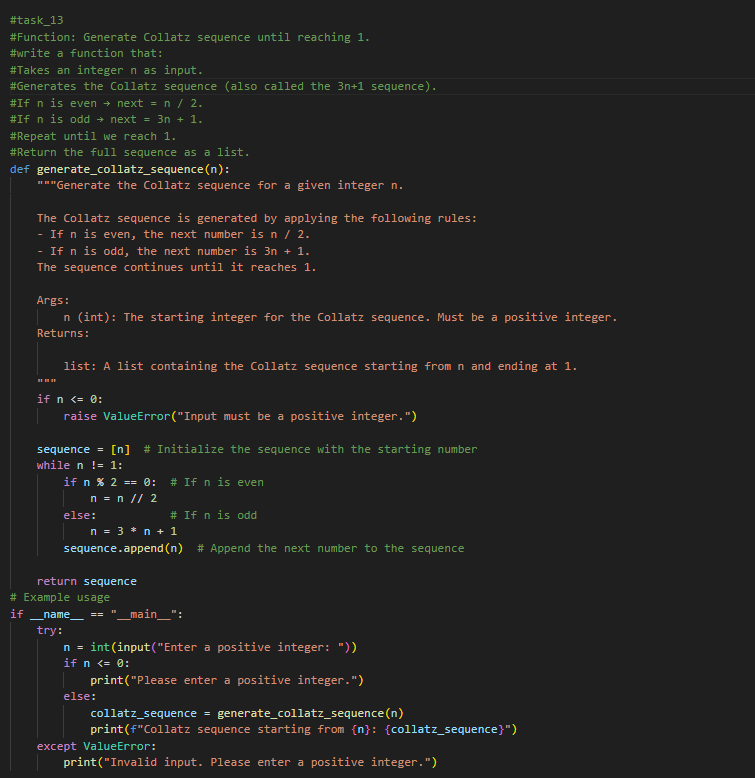 #task_13
#Function: Generate Collatz sequence until reaching 1.
#write a function that:
#Takes an integer n as input.
#Generates the Collatz sequence (also called the 3n+1 sequence).
#If n is even → next = n / 2.
#If n is odd → next = 3n + 1.
#Repeat until we reach 1.
#Return the full sequence as a list.
def generate_collatz_sequence(n):
    """Generate the Collatz sequence for a given integer n.

    The Collatz sequence is generated by applying the following rules:
    - If n is even, the next number is n / 2.
    - If n is odd, the next number is 3n + 1.
    The sequence continues until it reaches 1.

    Args:
        n (int): The starting integer for the Collatz sequence. Must be a positive integer.
    Returns:

        list: A list containing the Collatz sequence starting from n and ending at 1.
    """
    if n <= 0:
        raise ValueError("Input must be a positive integer.")

    sequence = [n]  # Initialize the sequence with the starting number
    while n != 1:
        if n % 2 == 0:  # If n is even
            n = n // 2
        else:           # If n is odd
            n = 3 * n + 1
        sequence.append(n)  # Append the next number to the sequence

    return sequence
# Example usage
if __name__ == "__main__":
    try:
        n = int(input("Enter a positive integer: "))
        if n <= 0:
            print("Please enter a positive integer.")
        else:
            collatz_sequence = generate_collatz_sequence(n)
            print(f"Collatz sequence starting from {n}: {collatz_sequence}")
    except ValueError:
        print("Invalid input. Please enter a positive integer.")